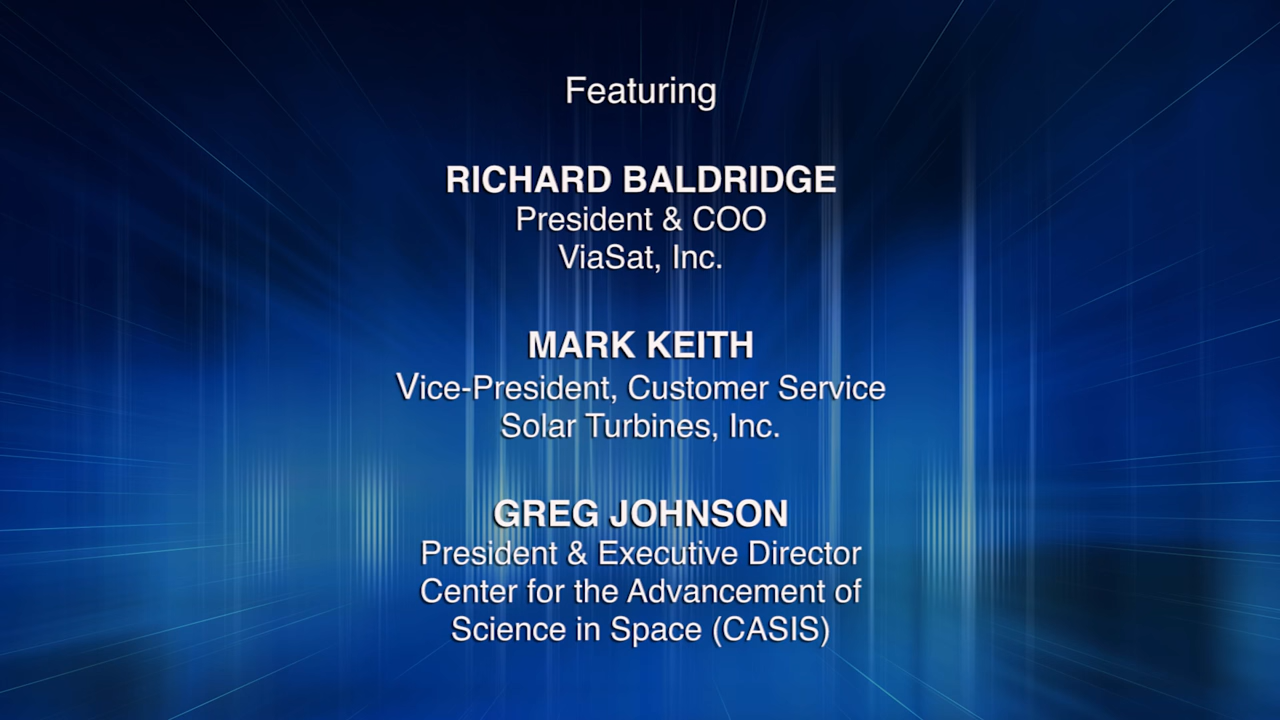 Featuring
RICHARD BALDRIDGE
President & COO
ViaSat, Inc.
MARK KEITH
Vice-President, Customer Service
Solar Turbines, Inc.
GREG JOHNSON
President & Executive Director
Center for the Advancement of
Science in Space (CASIS)